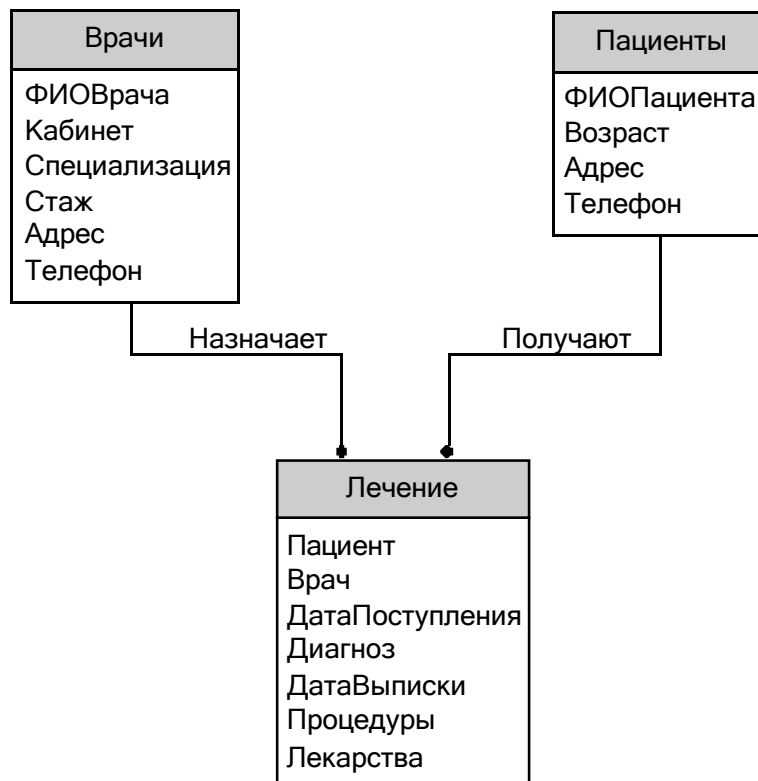 Врачи
ФИОВрача
Кабинет
Специализация
Стаж
Адрес
Телефон
Пациенты
ФИОПациента
Возраст
Адрес
Телефон
Назначает
Получают
Лечение
Пациент
Врач
ДатаПоступления
Диагноз
ДатаВыписки
Процедуры
Лекарства